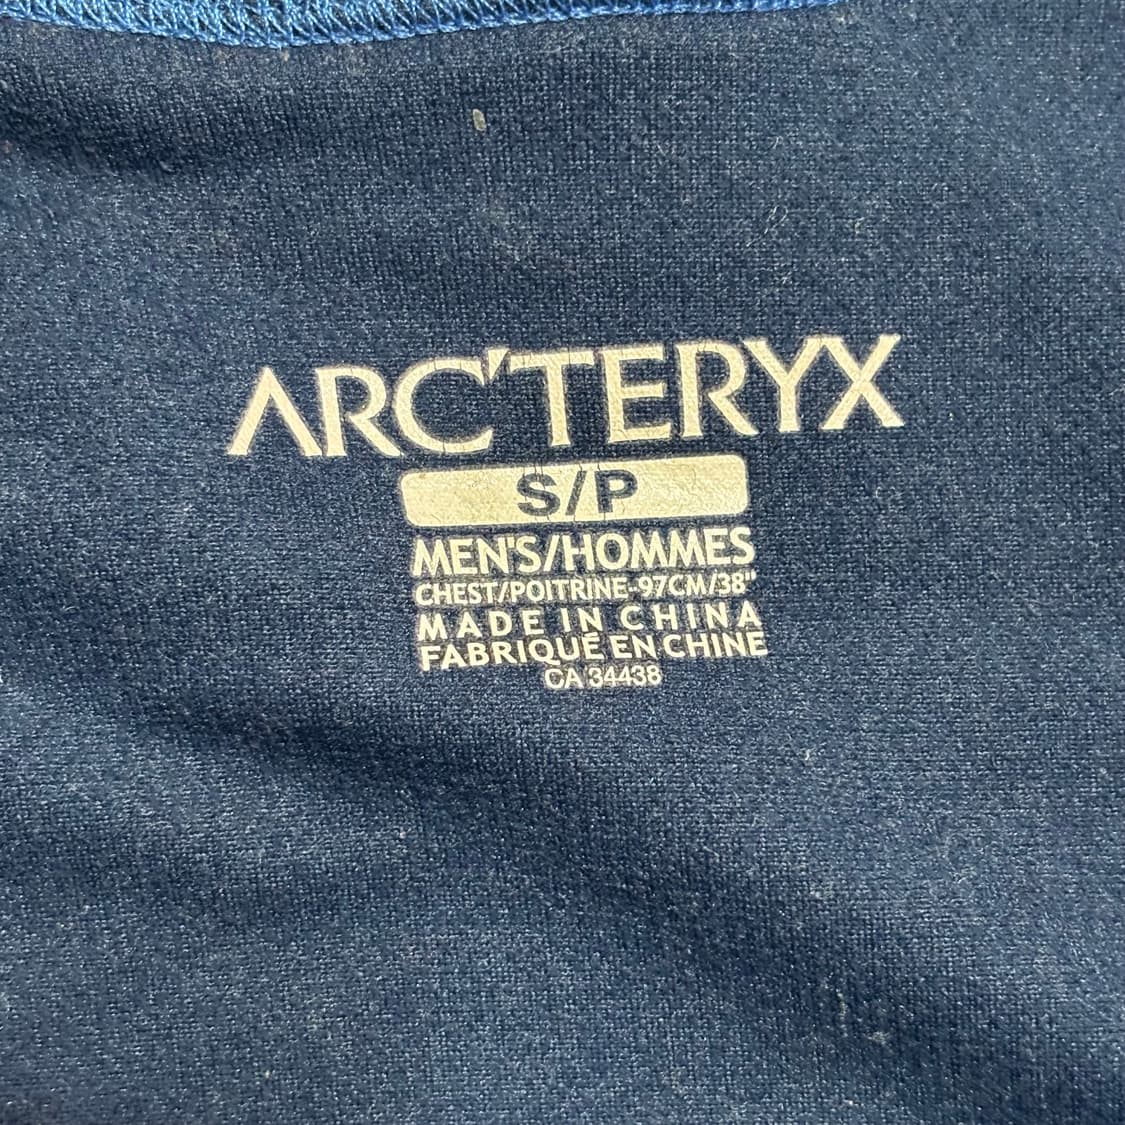 ARC'TERYX
S/P
MEN'S/HOMMES
CHEST/POITRINE-97CM/38"
MADE IN CHINA
FABRIQUÉ EN CHINE
CA 34438